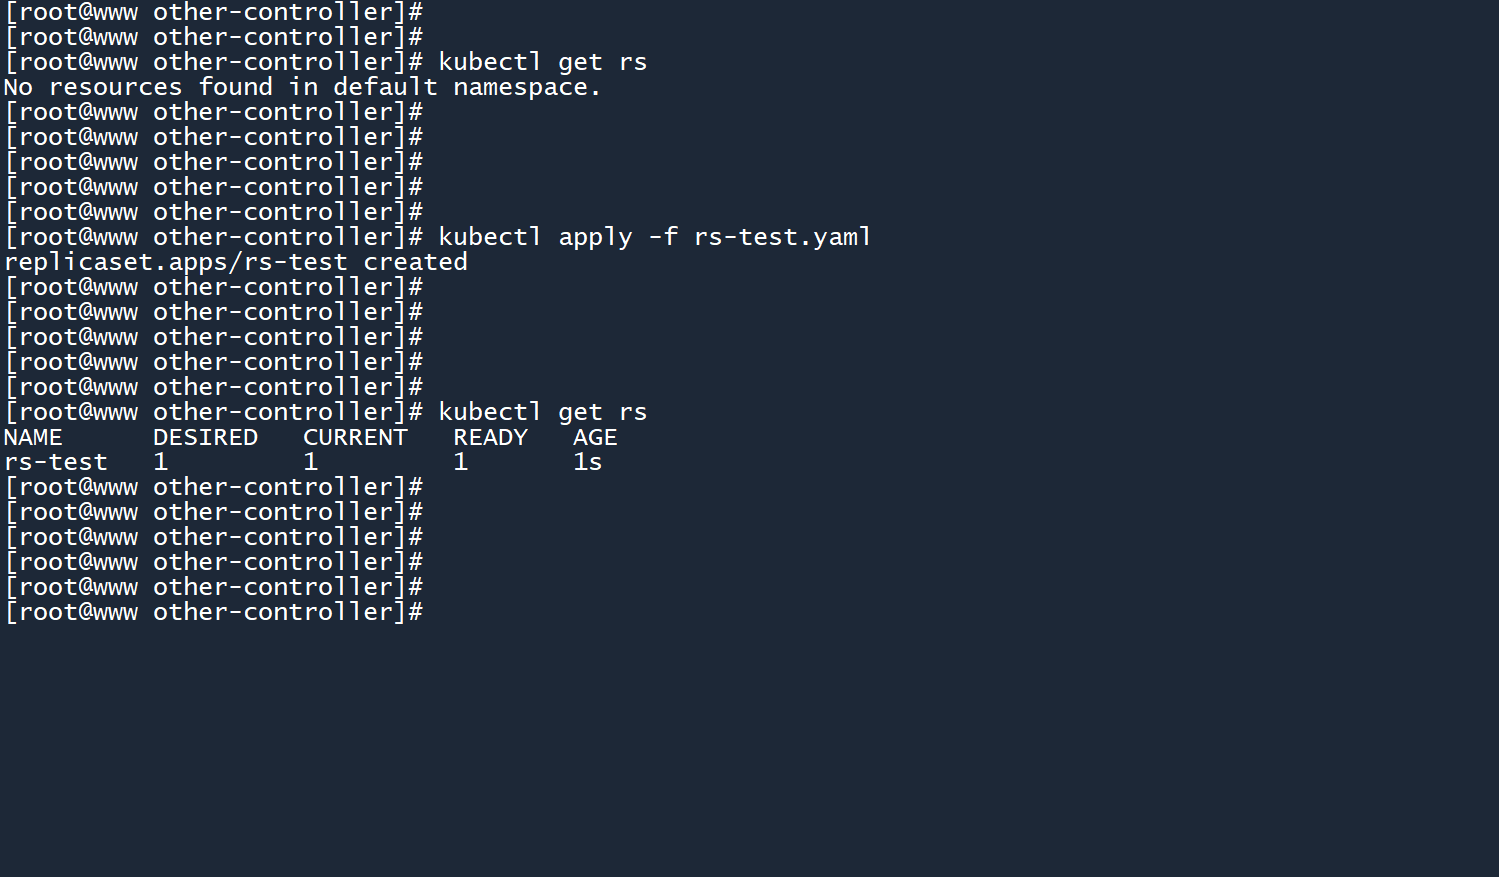 [root@www other-controller]#
[root@www other-controller]#
[root@www other-controller]# kubectl get rs
No resources found in default namespace.
[root@www other-controller]#
[root@www other-controller]#
[root@www other-controller]#
[root@www other-controller]#
[root@www other-controller]#
[root@www other-controller]# kubectl apply -f rs-test.yaml
replicaset.apps/rs-test created
[root@www other-controller]#
[root@www other-controller]#
[root@www other-controller]#
[root@www other-controller]#
[root@www other-controller]#
[root@www other-controller]# kubectl get rs
NAME      DESIRED   CURRENT   READY   AGE
rs-test   1         1         1       1s
[root@www other-controller]#
[root@www other-controller]#
[root@www other-controller]#
[root@www other-controller]#
[root@www other-controller]#
[root@www other-controller]#